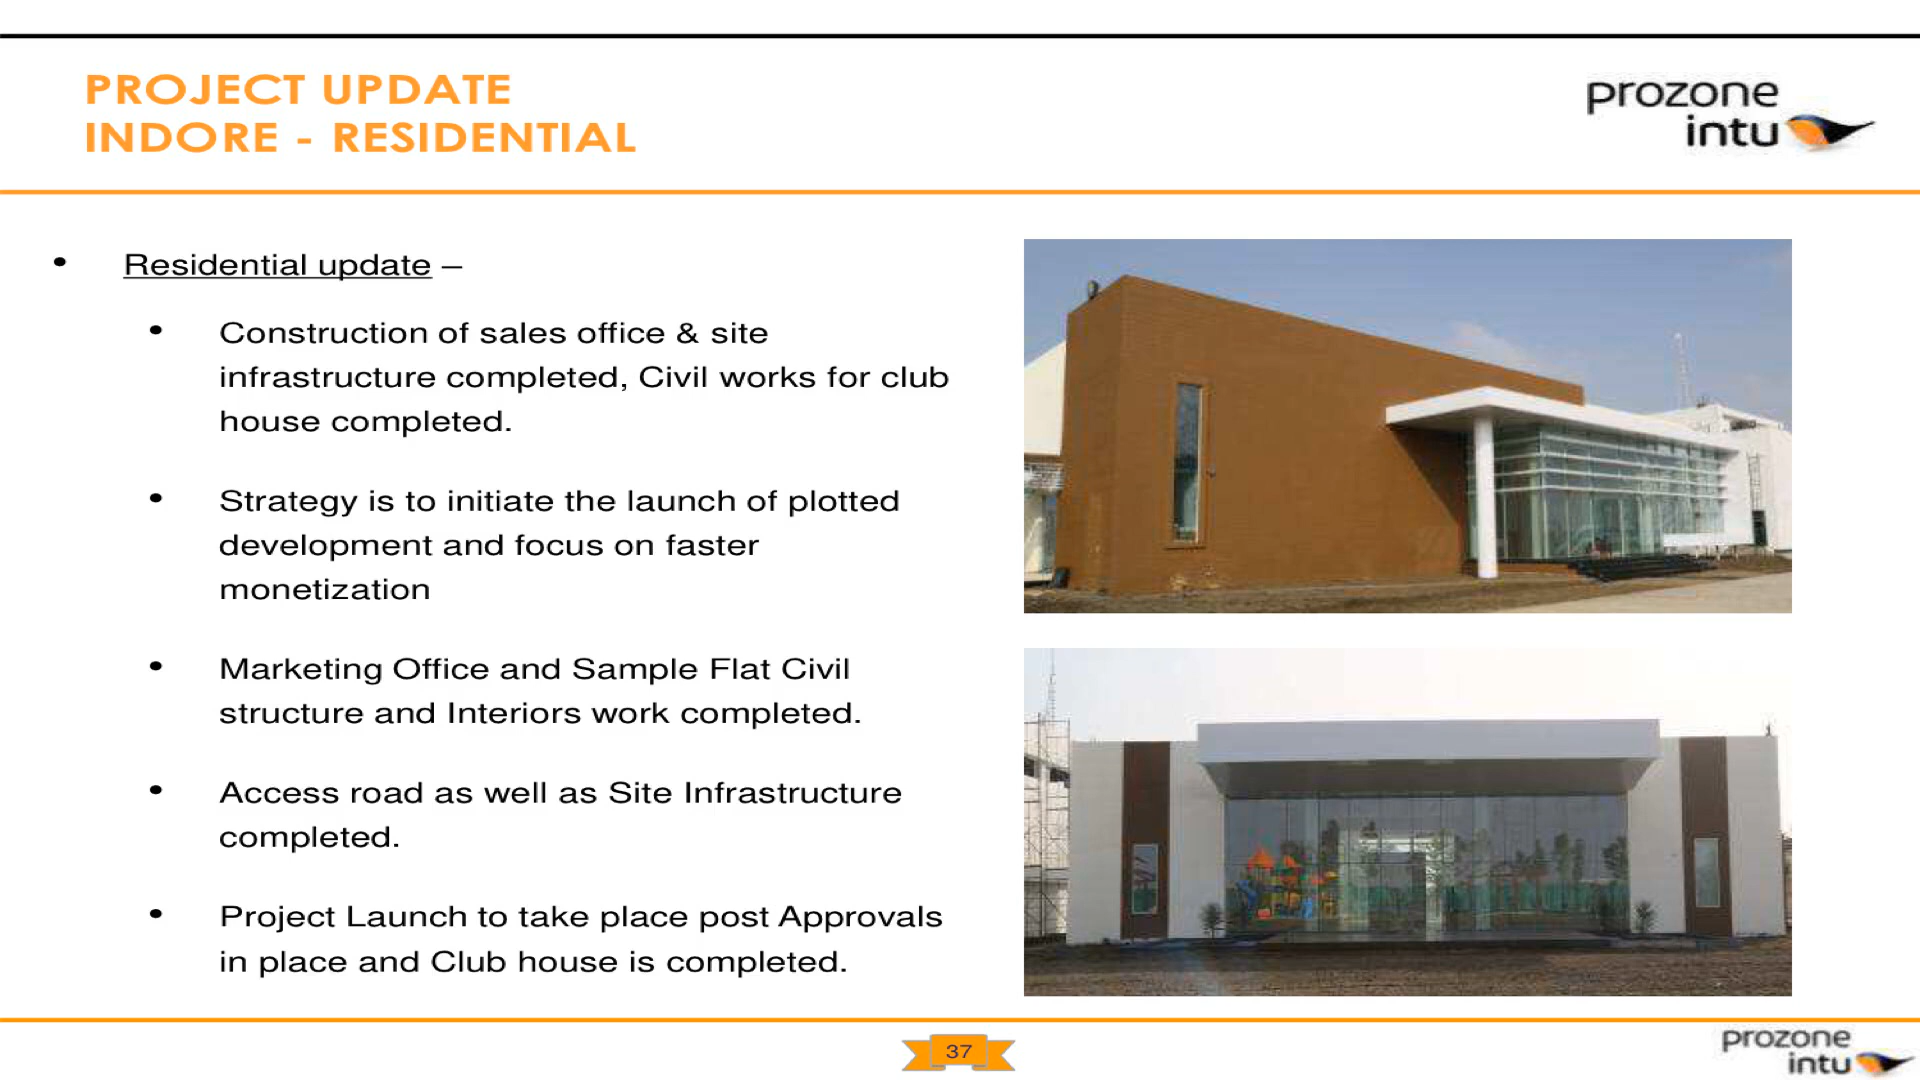 PROJECT UPDATE
INDORE - RESIDENTIAL
prozone
intu
• Residential update –
• Construction of sales office & site
infrastructure completed, Civil works for club
house completed.
• Strategy is to initiate the launch of plotted
development and focus on faster
monetization
• Marketing Office and Sample Flat Civil
structure and Interiors work completed.
• Access road as well as Site Infrastructure
completed.
• Project Launch to take place post Approvals
in place and Club house is completed.
37
prozone
intu